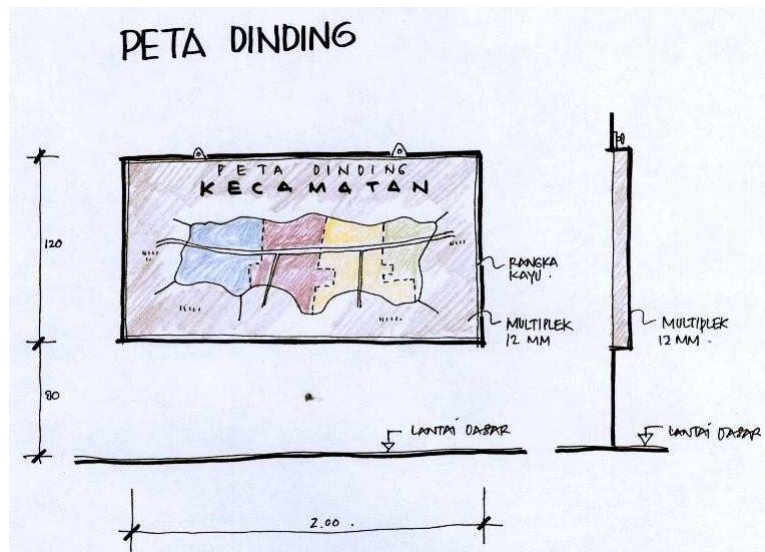 PETA DINDING
PETA DINDING
KECAMATAN
120
RANGKA
KAYU.
MULTIPLEK
12 MM
MULTIPLEK
12 MM.
80
LANTAI DASAR
LANTAI DASAR
2.00.